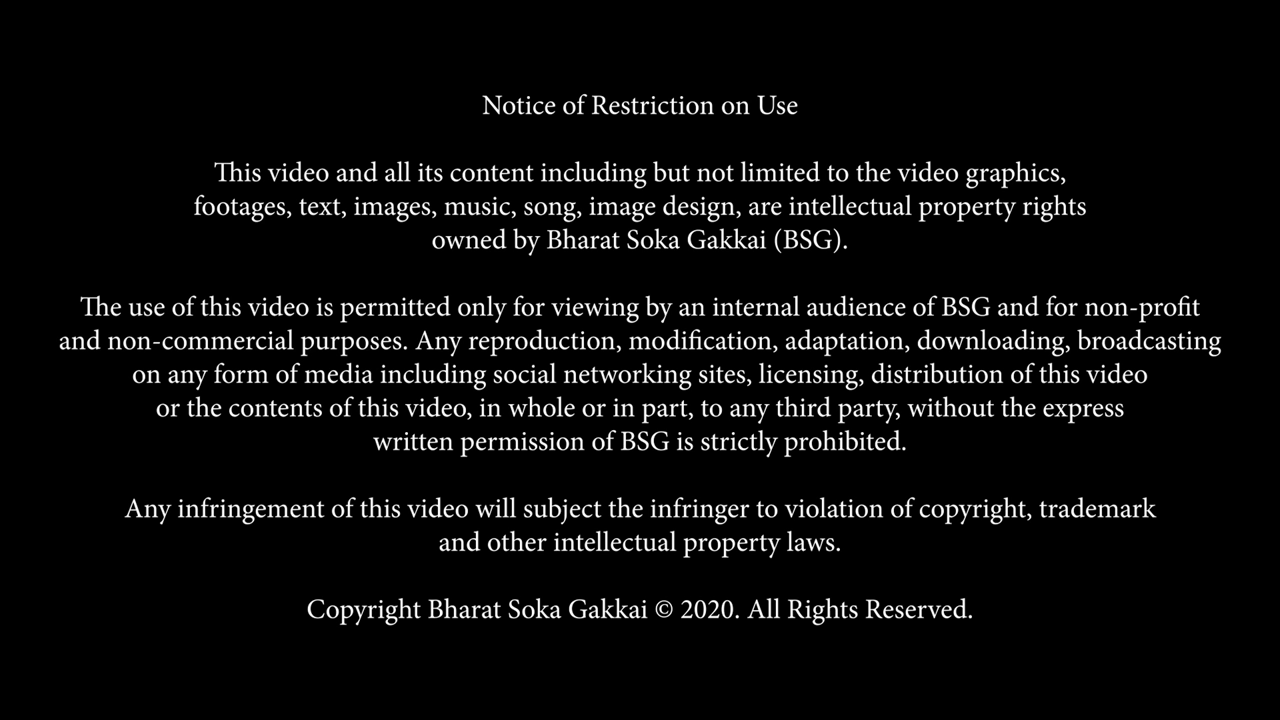 Notice of Restriction on Use
This video and all its content including but not limited to the video graphics,
footages, text, images, music, song, image design, are intellectual property rights
owned by Bharat Soka Gakkai (BSG).
The use of this video is permitted only for viewing by an internal audience of BSG and for non-profit
and non-commercial purposes. Any reproduction, modification, adaptation, downloading, broadcasting
on any form of media including social networking sites, licensing, distribution of this video
or the contents of this video, in whole or in part, to any third party, without the express
written permission of BSG is strictly prohibited.
Any infringement of this video will subject the infringer to violation of copyright, trademark
and other intellectual property laws.
Copyright Bharat Soka Gakkai © 2020. All Rights Reserved.